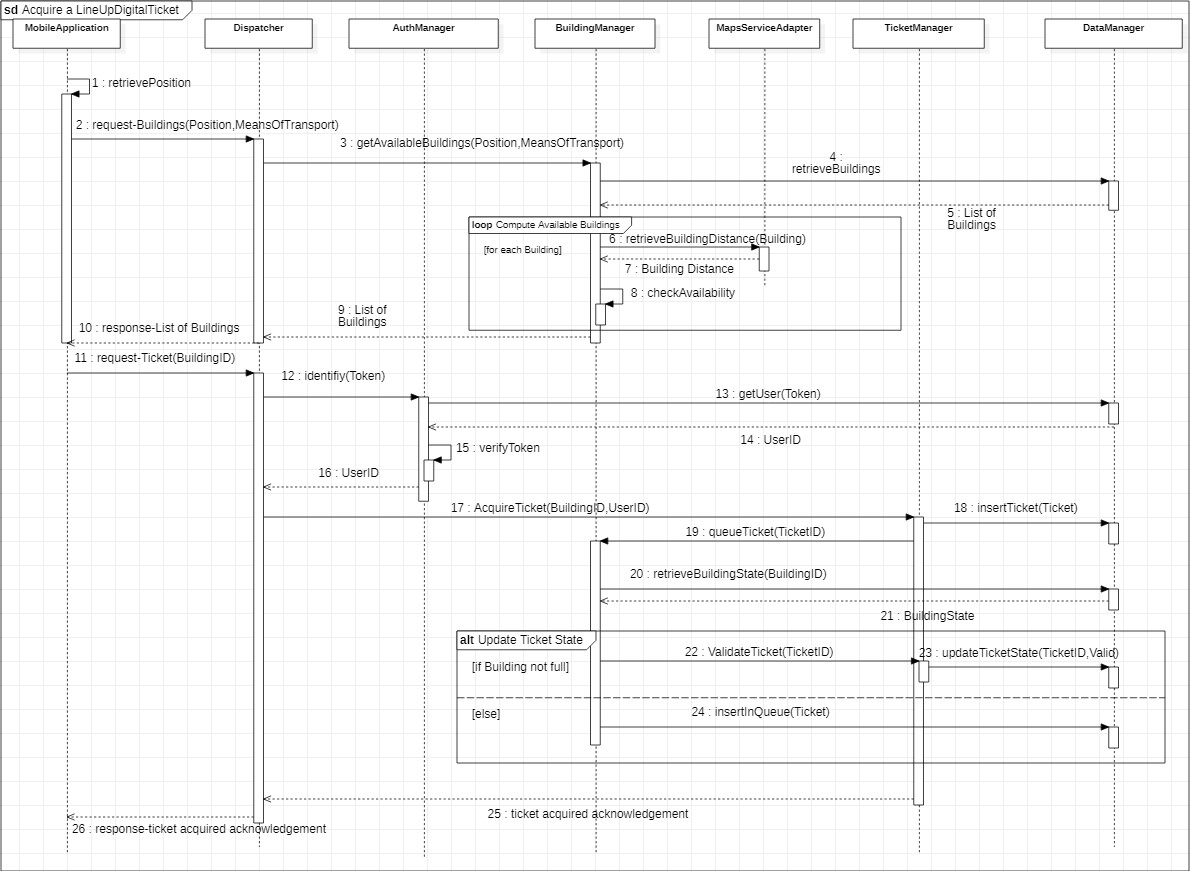 sd Acquire a LineUpDigitalTicket
MobileApplication
Dispatcher
AuthManager
BuildingManager
MapsServiceAdapter
TicketManager
DataManager
1 : retrievePosition
2 : request-Buildings(Position,MeansOfTransport)
3 : getAvailableBuildings(Position,MeansOfTransport)
4 :
retrieveBuildings
5 : List of
Buildings
loop Compute Available Buildings
[for each Building]
6 : retrieveBuildingDistance(Building)
7 : Building Distance
8 : checkAvailability
9 : List of
Buildings
10 : response-List of Buildings
11 : request-Ticket(BuildingID)
12 : identifiy(Token)
13 : getUser(Token)
14 : UserID
15 : verifyToken
16 : UserID
17 : AcquireTicket(BuildingID,UserID)
18 : insertTicket(Ticket)
19 : queueTicket(TicketID)
20 : retrieveBuildingState(BuildingID)
21 : BuildingState
alt Update Ticket State
[if Building not full]
22 : ValidateTicket(TicketID)
23 : updateTicketState(TicketID,Valid)
[else]
24 : insertInQueue(Ticket)
25 : ticket acquired acknowledgement
26 : response-ticket acquired acknowledgement